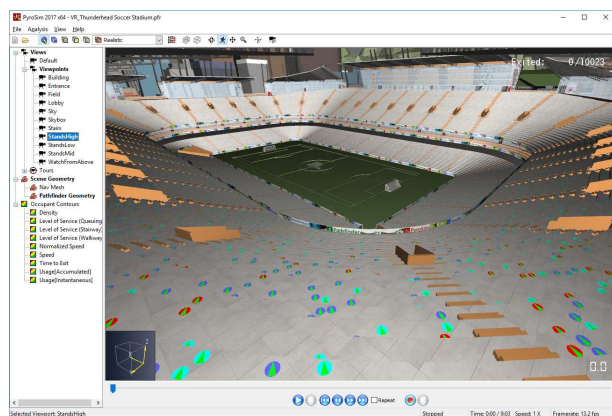 PyroSim 2017 x64 - VR_Thunderhead Soccer Stadium.pfr
File Analysis View Help
Realistic
Views
Default
Viewpoints
Building
Entrance
Field
Lobby
Sky
Skybox
Stairs
StandsHigh
StandsLow
StandsMid
WatchFromAbove
Tours
Scene Geometry
Nav Mesh
Pathfinder Geometry
Occupant Contours
Density
Level of Service (Queuing
Level of Service (Stairway)
Level of Service (Walkway
Normalized Speed
Speed
Time to Exit
Usage[Accumulated]
Usage[Instantaneous]
Exited: 0/10023
Pathfinder
Z
0.0
Repeat
Selected Viewport: StandsHigh Stopped Time: 0:00 / 9:03 Speed: 1 X Framerate: 13.2 fps